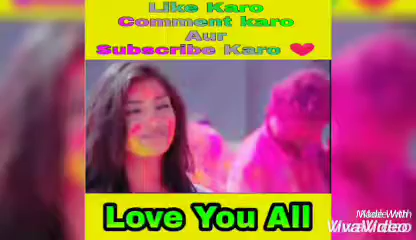 Like Karo
Comment karo
Aur
Subscribe Karo ❤
Love You All
Made With
VivaVideo